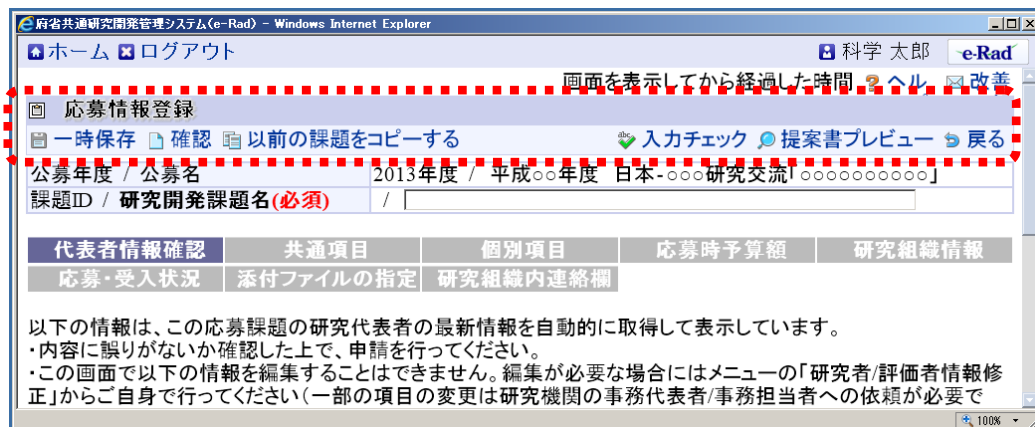 府省共通研究開発管理システム(e-Rad) - Windows Internet Explorer
ホーム ログアウト 科学 太郎 e-Rad
画面を表示してから経過した時間 ヘル 改善
応募情報登録
一時保存 確認 以前の課題をコピーする 入力チェック 提案書プレビュー 戻る
公募年度 / 公募名 2013年度 / 平成○○年度 日本-○○○研究交流「○○○○○○○○○○」
課題ID / 研究開発課題名(必須) /
代表者情報確認 共通項目 個別項目 応募時予算額 研究組織情報
応募・受入状況 添付ファイルの指定 研究組織内連絡欄
以下の情報は、この応募課題の研究代表者の最新情報を自動的に取得して表示しています。
・内容に誤りがないか確認した上で、申請を行ってください。
・この画面で以下の情報を編集することはできません。編集が必要な場合にはメニューの「研究者/評価者情報修
正」からご自身で行ってください(一部の項目の変更は研究機関の事務代表者/事務担当者への依頼が必要で
100%